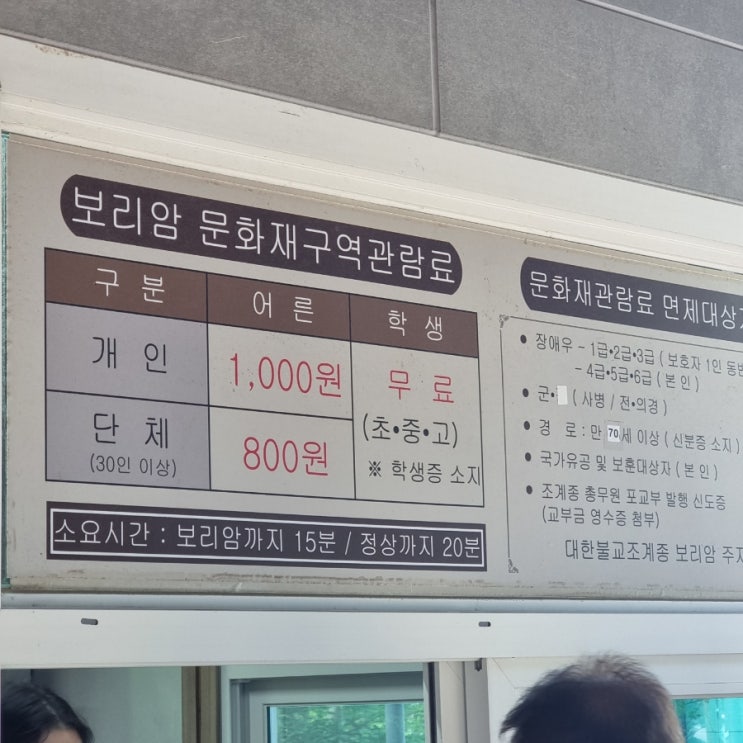 보리암 문화재구역관람료
구 분 어 른 학 생
개 인 1,000원 무 료
(초•중•고)
※ 학생증 소지
단 체 800원
(30인 이상)
소요시간 : 보리암까지 15분 / 정상까지 20분
문화재관람료 면제대상
• 장애우 - 1급•2급•3급 ( 보호자 1인 동반
- 4급•5급•6급 ( 본 인 )
• 군• ( 사병 / 전•의경 )
• 경 로 : 만 70세 이상 ( 신분증 소지 )
• 국가유공 및 보훈대상자 ( 본 인 )
• 조계종 총무원 포교부 발행 신도증
(교부금 영수증 첨부)
대한불교조계종 보리암 주지